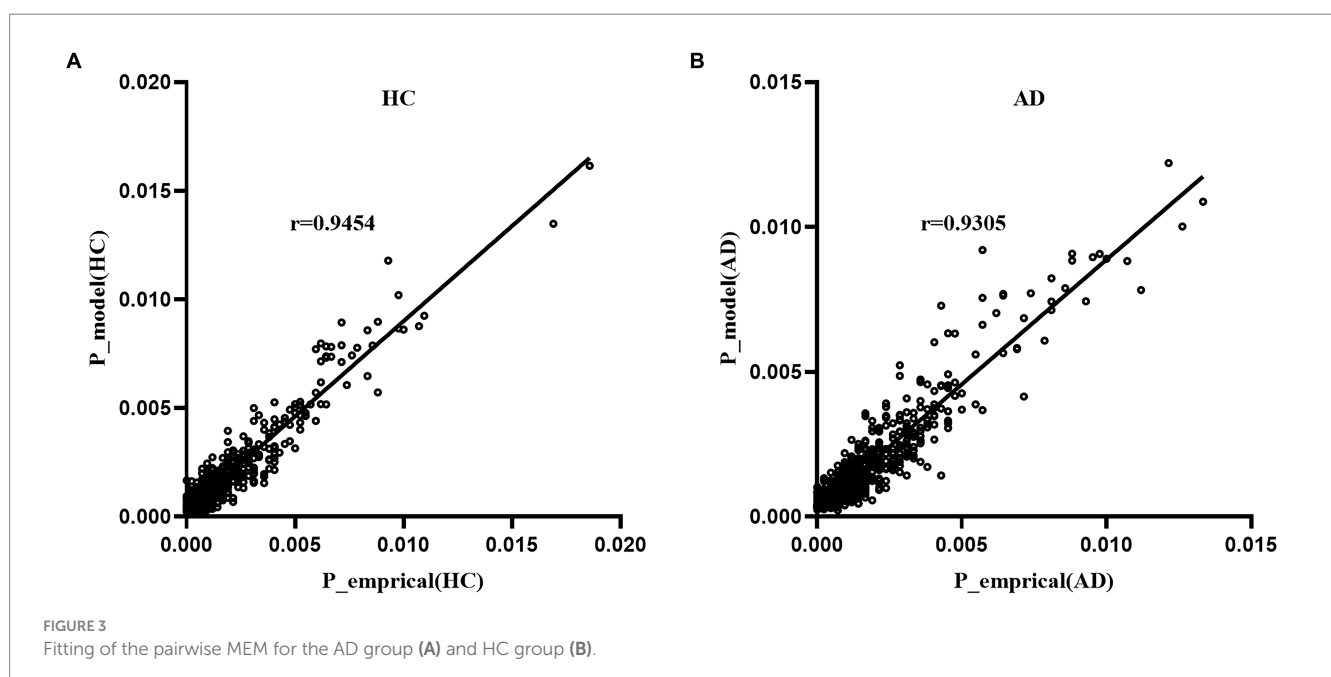 A
HC
r=0.9454
P_model(HC)
0.020
0.015
0.010
0.005
0.000
0.000 0.005 0.010 0.015 0.020
P_emprical(HC)
B
AD
r=0.9305
P_model(AD)
0.015
0.010
0.005
0.000
0.000 0.005 0.010 0.015
P_emprical(AD)
FIGURE 3
Fitting of the pairwise MEM for the AD group (A) and HC group (B).